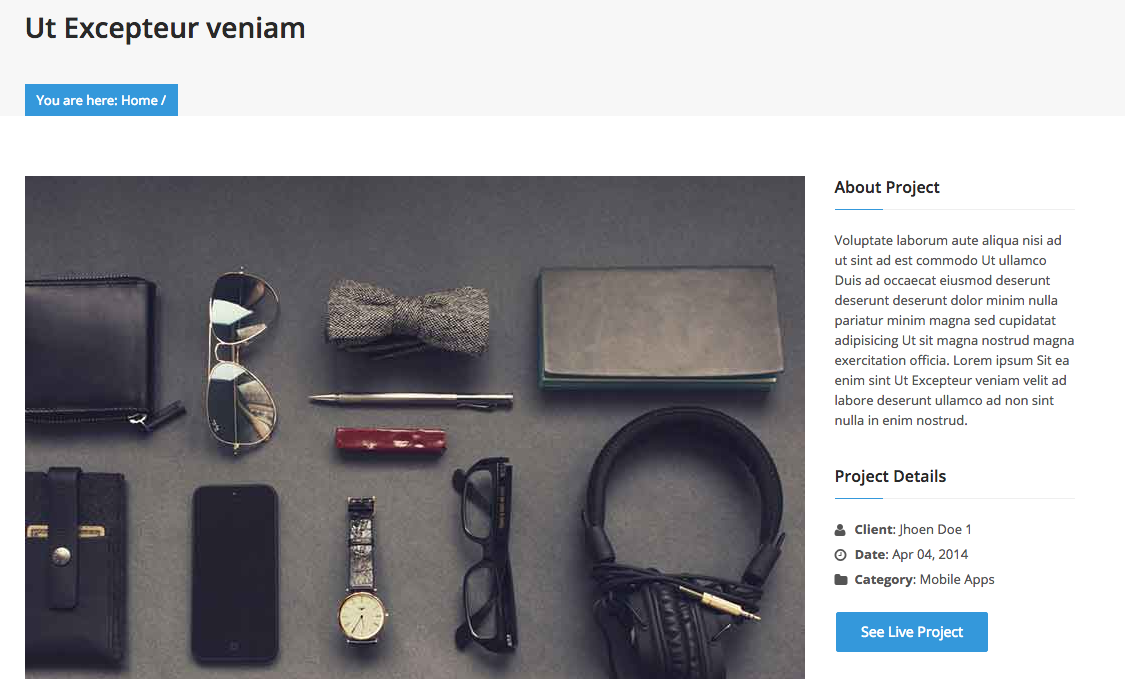 Ut Excepteur veniam
You are here: Home /
About Project
Voluptate laborum aute aliqua nisi ad
ut sint ad est commodo Ut ullamco
Duis ad occaecat eiusmod deserunt
deserunt deserunt dolor minim nulla
pariatur minim magna sed cupidatat
adipisicing Ut sit magna nostrud magna
exercitation officia. Lorem ipsum Sit ea
enim sint Ut Excepteur veniam velit ad
labore deserunt ullamco ad non sint
nulla in enim nostrud.
Project Details
Client: Jhoen Doe 1
Date: Apr 04, 2014
Category: Mobile Apps
See Live Project